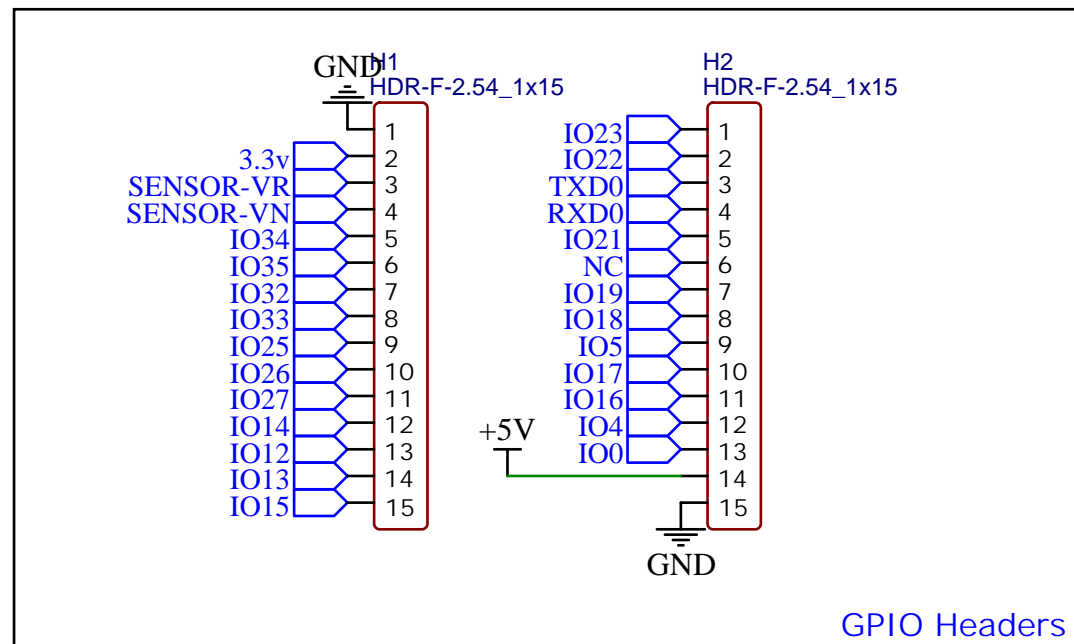 H1
GND
HDR-F-2.54_1x15
1
3.3v 2
SENSOR-VR 3
SENSOR-VN 4
IO34 5
IO35 6
IO32 7
IO33 8
IO25 9
IO26 10
IO27 11
IO14 12
IO12 13
IO13 14
IO15 15
H2
HDR-F-2.54_1x15
IO23 1
IO22 2
TXD0 3
RXD0 4
IO21 5
NC 6
IO19 7
IO18 8
IO5 9
IO17 10
IO16 11
IO4 12
+5V
IO0 13
14
15
GND
GPIO Headers